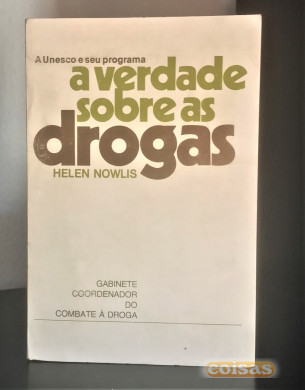 A Unesco e seu programa
a verdade
sobre as
drogas
HELEN NOWLIS
GABINETE
COORDENADOR
DO
COMBATE À DROGA
coisas